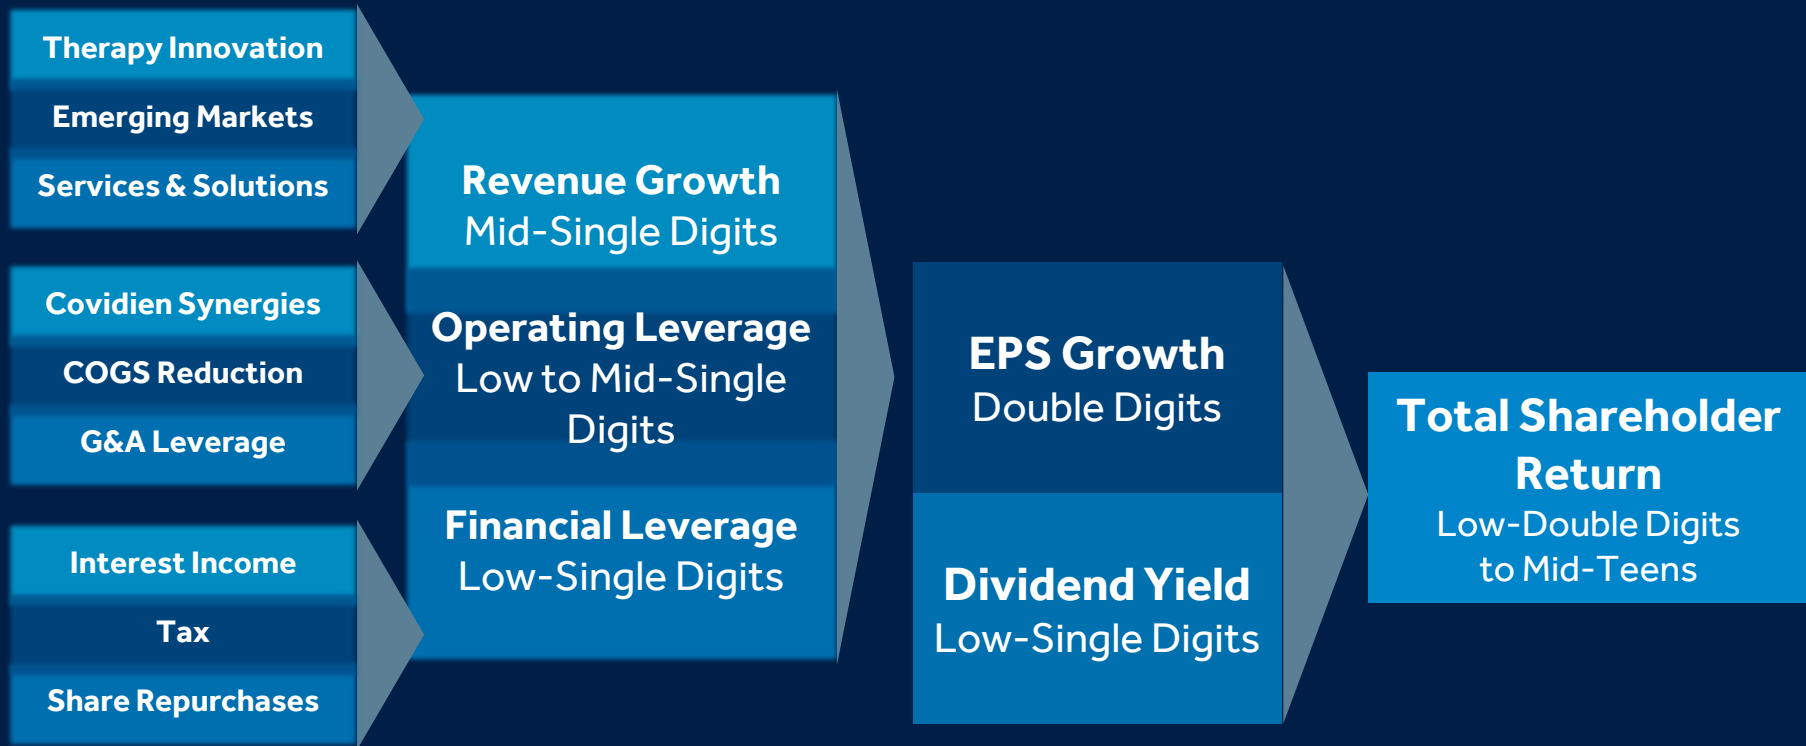 Therapy Innovation
Emerging Markets
Services & Solutions
Covidien Synergies
COGS Reduction
G&A Leverage
Interest Income
Tax
Share Repurchases
Revenue Growth
Mid-Single Digits
Operating Leverage
Low to Mid-Single
Digits
Financial Leverage
Low-Single Digits
EPS Growth
Double Digits
Dividend Yield
Low-Single Digits
Total Shareholder
Return
Low-Double Digits
to Mid-Teens